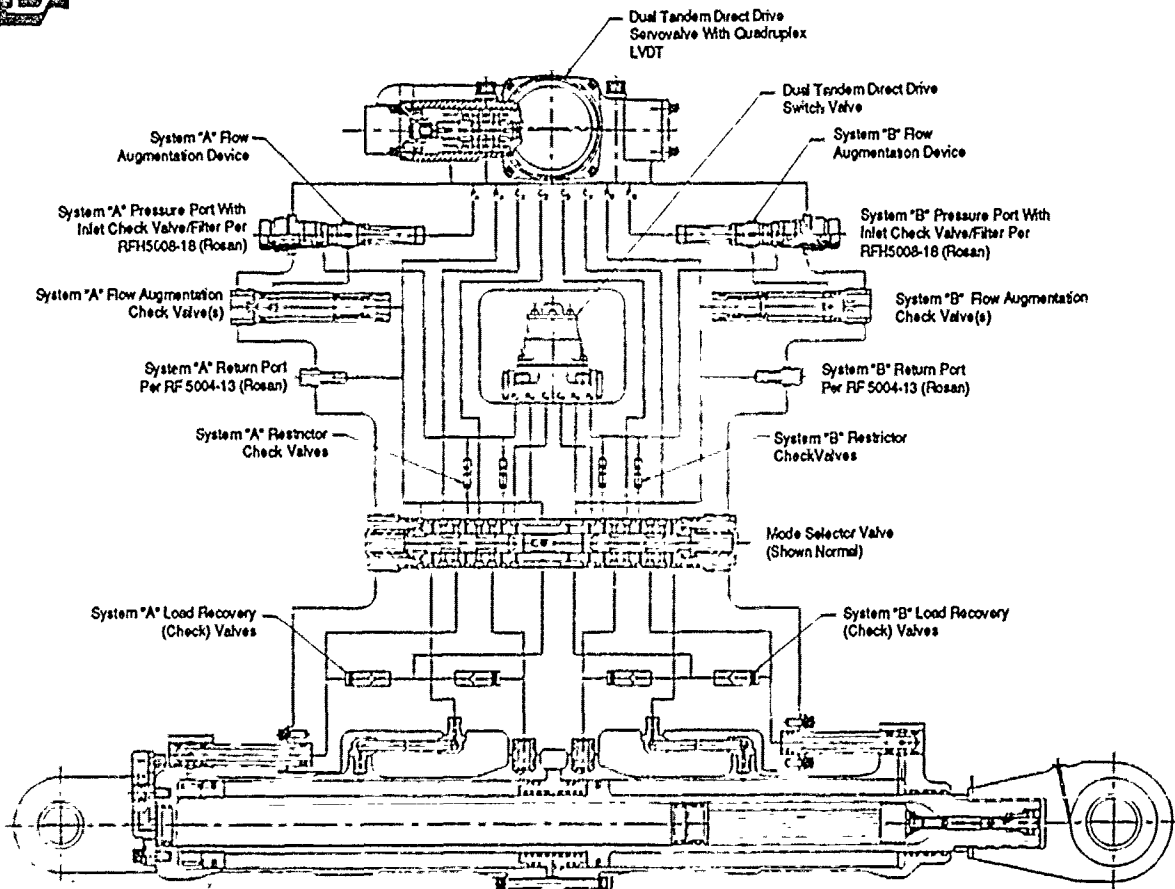 Dual Tandem Direct Drive
Servovalve With Quadruplex
LVDT
Dual Tandem Direct Drive
Switch Valve
System "A" Flow
Augmentation Device
System "B" Flow
Augmentation Device
System "A" Pressure Port With
Inlet Check Valve/Filter Per
RFH5008-18 (Rosan)
System "B" Pressure Port With
Inlet Check Valve/Filter Per
RFH5008-18 (Rosan)
System "A" Flow Augmentation
Check Valve(s)
System "B" Flow Augmentation
Check Valve(s)
System "A" Return Port
Per RF 5004-13 (Rosan)
System "B" Return Port
Per RF 5004-13 (Rosan)
System "A" Restrictor
Check Valves
System "B" Restrictor
CheckValves
Mode Selector Valve
(Shown Normal)
System "A" Load Recovery
(Check) Valves
System "B" Load Recovery
(Check) Valves